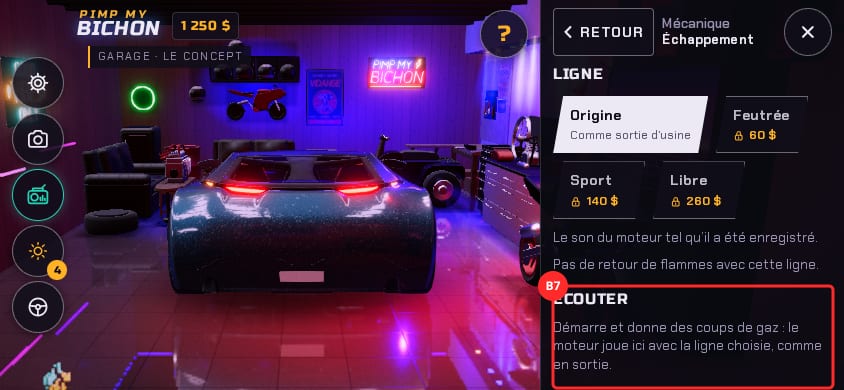 PIMP MY
BICHON
1 250 $
GARAGE · LE CONCEPT
?
4
PIMP MY
BICHON
VIDANGE
RETOUR
Mécanique
Échappement
LIGNE
Origine
Comme sortie d'usine
Feutrée
60 $
Sport
140 $
Libre
260 $
Le son du moteur tel qu'il a été enregistré.
Pas de retour de flammes avec cette ligne.
B7
ÉCOUTER
Démarre et donne des coups de gaz : le
moteur joue ici avec la ligne choisie, comme
en sortie.